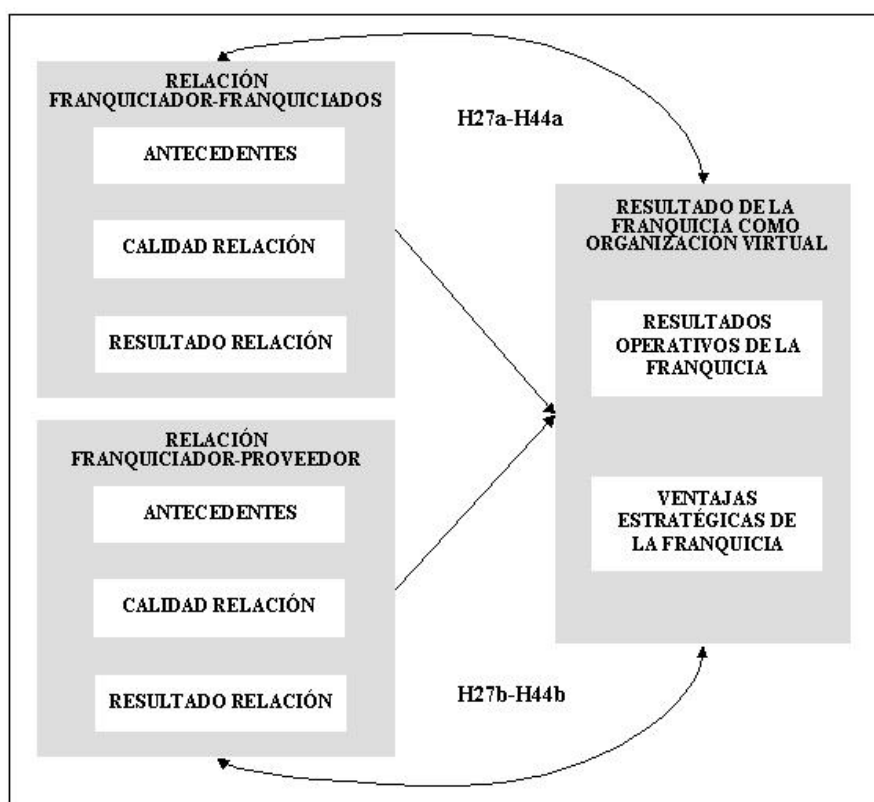 RELACIÓN
FRANQUICIADOR-FRANQUICIADOS
ANTECEDENTES
CALIDAD RELACIÓN
RESULTADO RELACIÓN
H27a-H44a
RELACIÓN
FRANQUICIADOR-PROVEEDOR
ANTECEDENTES
CALIDAD RELACIÓN
RESULTADO RELACIÓN
H27b-H44b
RESULTADO DE LA
FRANQUICIA COMO
ORGANIZACIÓN VIRTUAL
RESULTADOS
OPERATIVOS DE LA
FRANQUICIA
VENTAJAS
ESTRATÉGICAS DE
LA FRANQUICIA